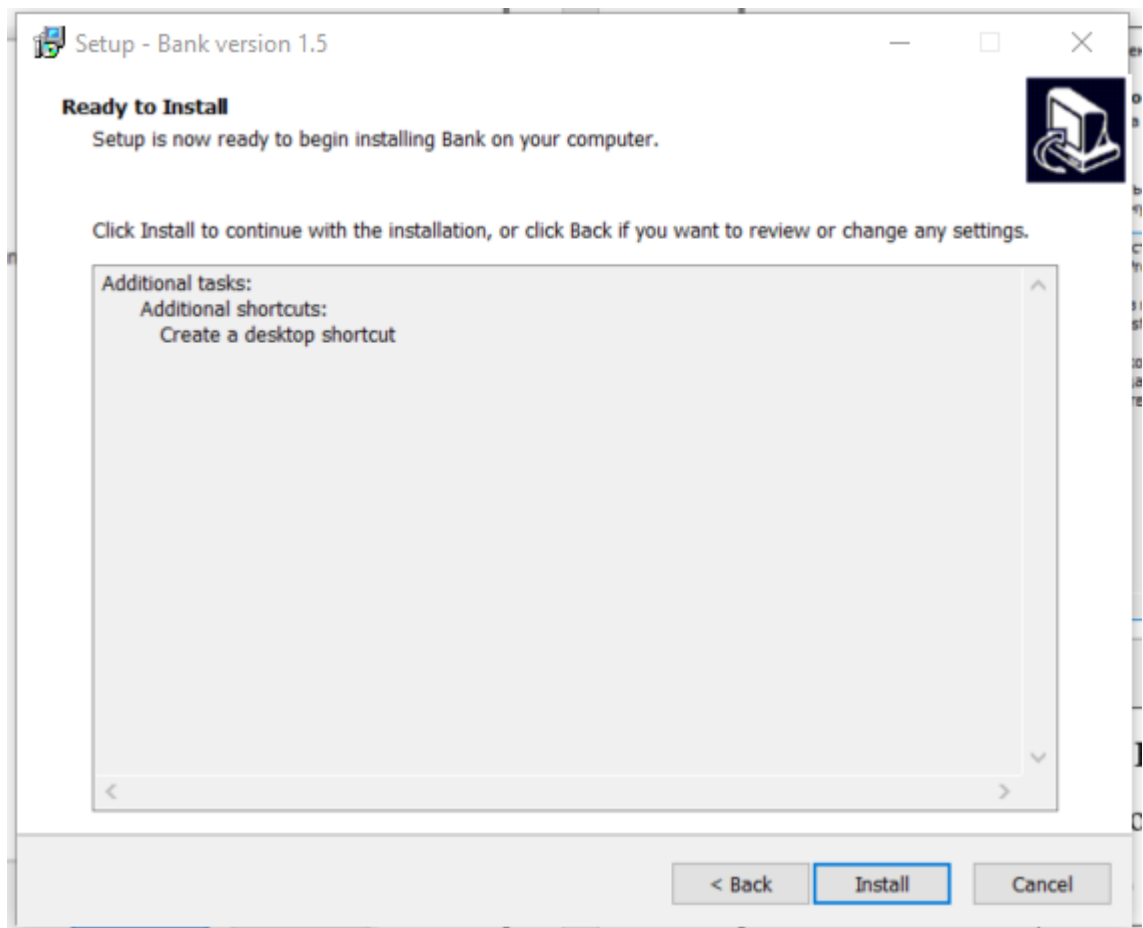 Setup - Bank version 1.5
Ready to Install
Setup is now ready to begin installing Bank on your computer.
Click Install to continue with the installation, or click Back if you want to review or change any settings.
Additional tasks:
Additional shortcuts:
Create a desktop shortcut
< Back
Install
Cancel